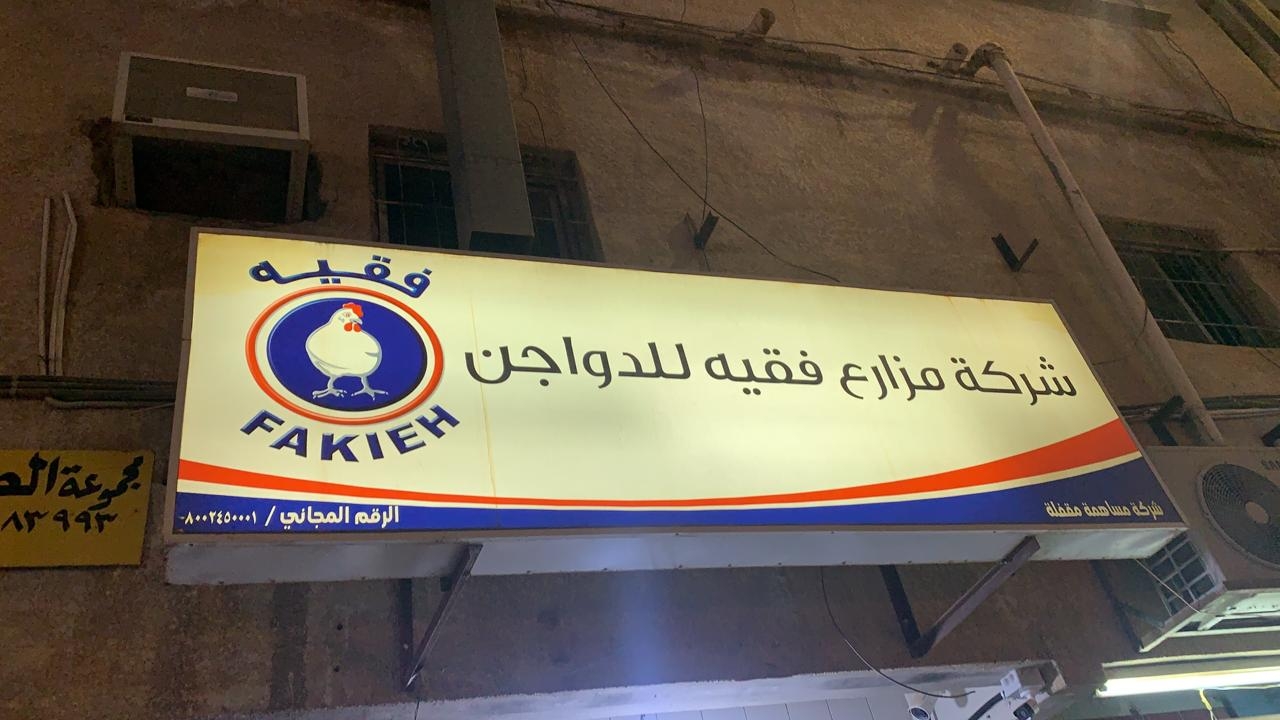 فقيه
FAKIEH
شركة مزارع فقيه للدواجن
الرقم المجاني / ٨٠٠٢٤٥٠٠٠١
شركة مساهمة مقفلة
مجموعة
٨٣٩٩٣